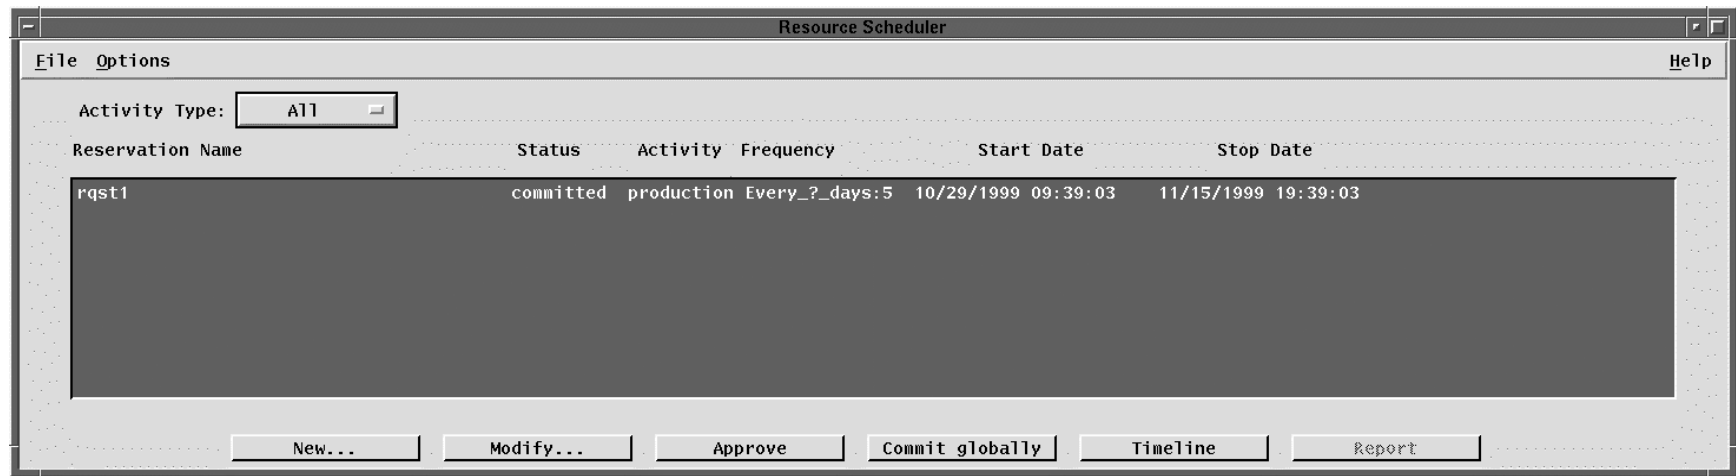 Resource Scheduler
File Options Help
Activity Type: All
Reservation Name Status Activity Frequency Start Date Stop Date
rqst1 committed production Every_?_days:5 10/29/1999 09:39:03 11/15/1999 19:39:03
New... Modify... Approve Commit globally Timeline Report